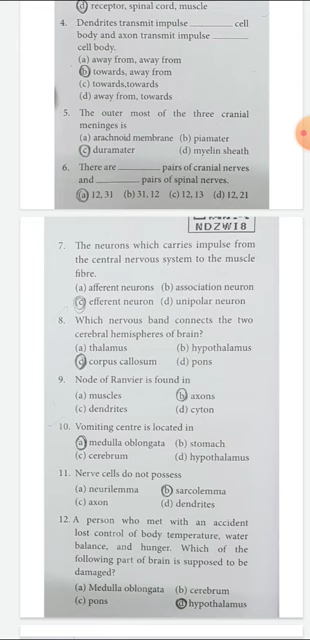 (d) receptor, spinal cord, muscle
4. Dendrites transmit impulse ________ cell
body and axon transmit impulse ________
cell body.
(a) away from, away from
(b) towards, away from
(c) towards,towards
(d) away from, towards
5. The outer most of the three cranial
meninges is
(a) arachnoid membrane (b) piamater
(c) duramater (d) myelin sheath
6. There are ________ pairs of cranial nerves
and ________ pairs of spinal nerves.
(a) 12, 31 (b) 31, 12 (c) 12, 13 (d) 12, 21
NDZWI8
7. The neurons which carries impulse from
the central nervous system to the muscle
fibre.
(a) afferent neurons (b) association neuron
(c) efferent neuron (d) unipolar neuron
8. Which nervous band connects the two
cerebral hemispheres of brain?
(a) thalamus (b) hypothalamus
(c) corpus callosum (d) pons
9. Node of Ranvier is found in
(a) muscles (b) axons
(c) dendrites (d) cyton
10. Vomiting centre is located in
(a) medulla oblongata (b) stomach
(c) cerebrum (d) hypothalamus
11. Nerve cells do not possess
(a) neurilemma (b) sarcolemma
(c) axon (d) dendrites
12. A person who met with an accident
lost control of body temperature, water
balance, and hunger. Which of the
following part of brain is supposed to be
damaged?
(a) Medulla oblongata (b) cerebrum
(c) pons (d) hypothalamus